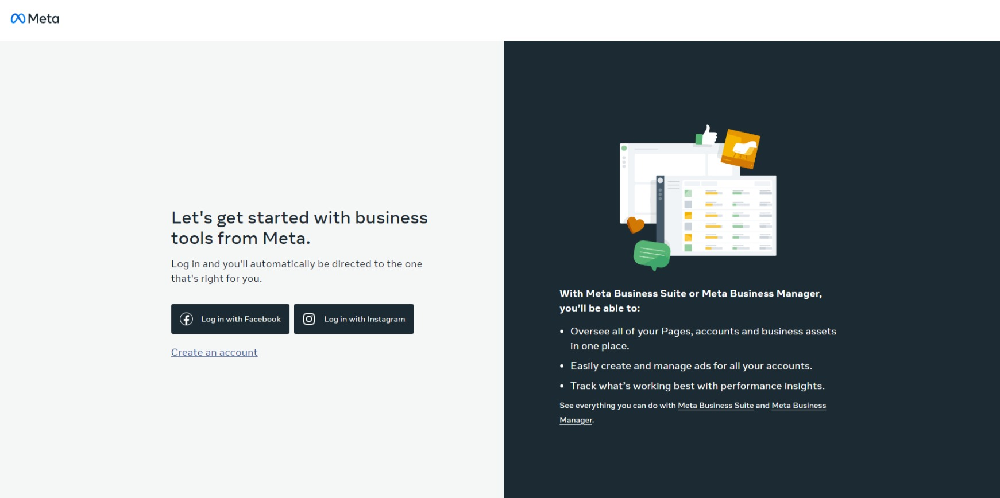 Meta
Let's get started with business
tools from Meta.
Log in and you'll automatically be directed to the one
that's right for you.
Log in with Facebook
Log in with Instagram
Create an account
With Meta Business Suite or Meta Business Manager,
you’ll be able to:
• Oversee all of your Pages, accounts and business assets
in one place.
• Easily create and manage ads for all your accounts.
• Track what’s working best with performance insights.
See everything you can do with Meta Business Suite and Meta Business
Manager.